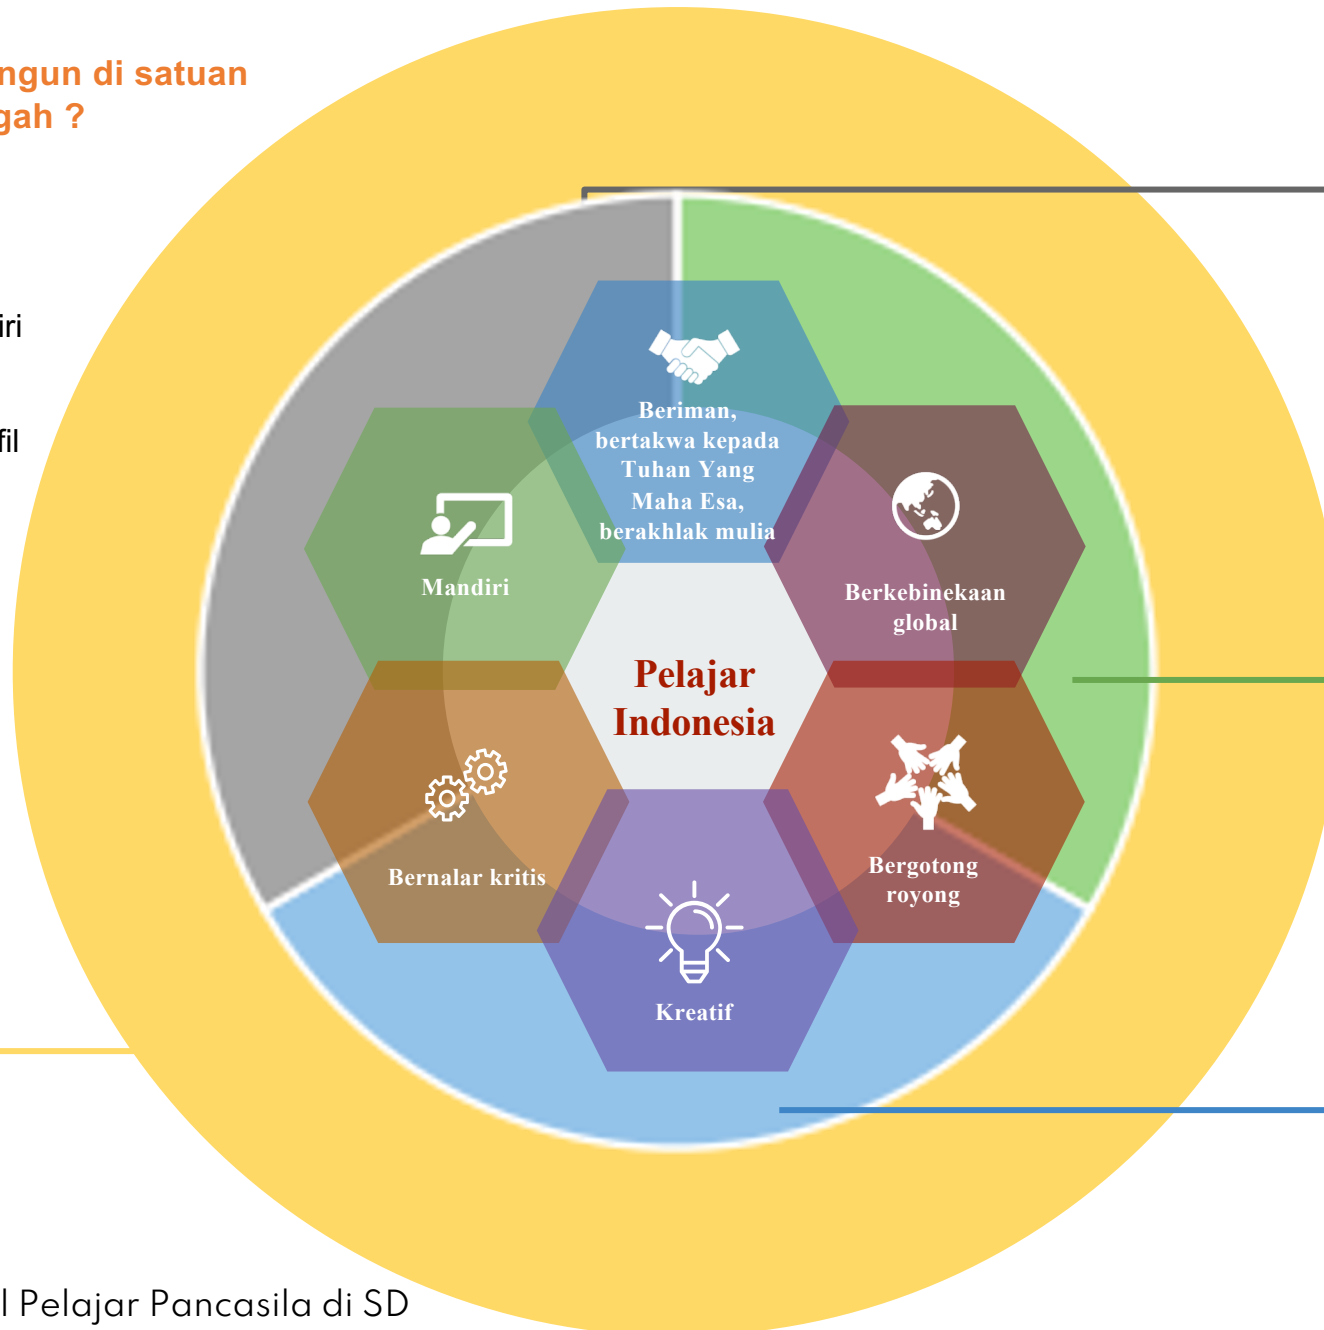 ngun di satuan
gah ?
iri
fil
Beriman,
bertakwa kepada
Tuhan Yang
Maha Esa,
berakhlak mulia
Mandiri
Berkebinekaan
global
Pelajar
Indonesia
Bernalar kritis
Bergotong
royong
Kreatif
l Pelajar Pancasila di SD